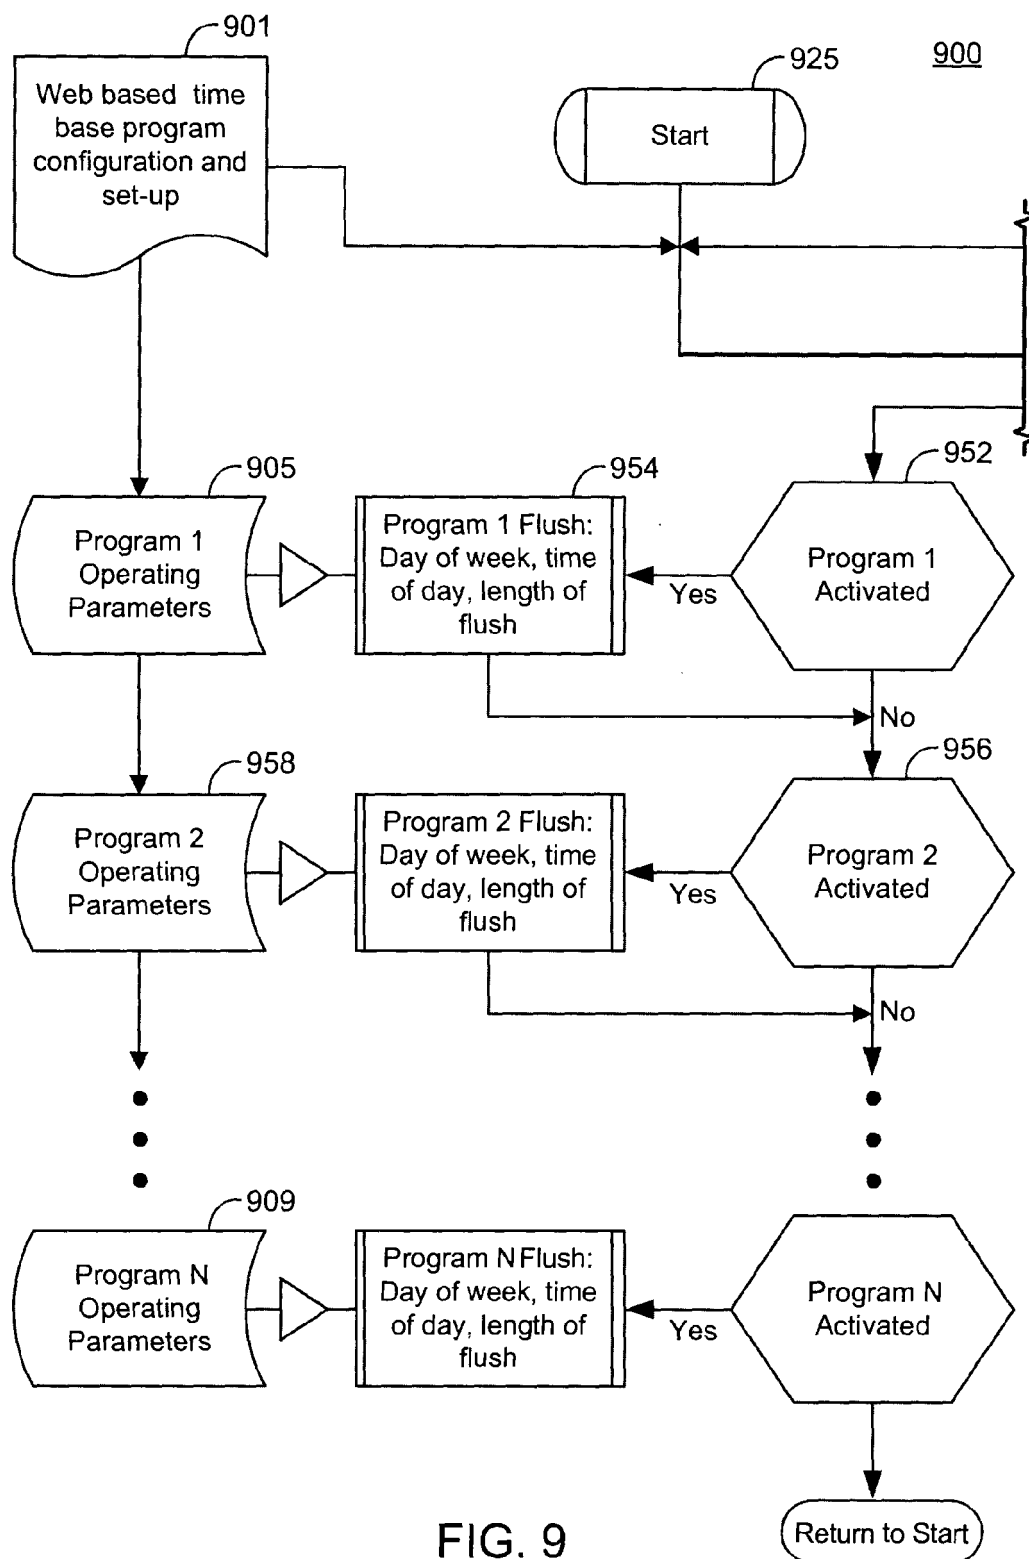 901
Web based time
base program
configuration and
set-up
925
Start
900
905
Program 1
Operating
Parameters
954
Program 1 Flush:
Day of week, time
of day, length of
flush
Yes
952
Program 1
Activated
No
958
Program 2
Operating
Parameters
Program 2 Flush:
Day of week, time
of day, length of
flush
Yes
956
Program 2
Activated
No
909
Program N
Operating
Parameters
Program N Flush:
Day of week, time
of day, length of
flush
Yes
Program N
Activated
Return to Start
FIG. 9